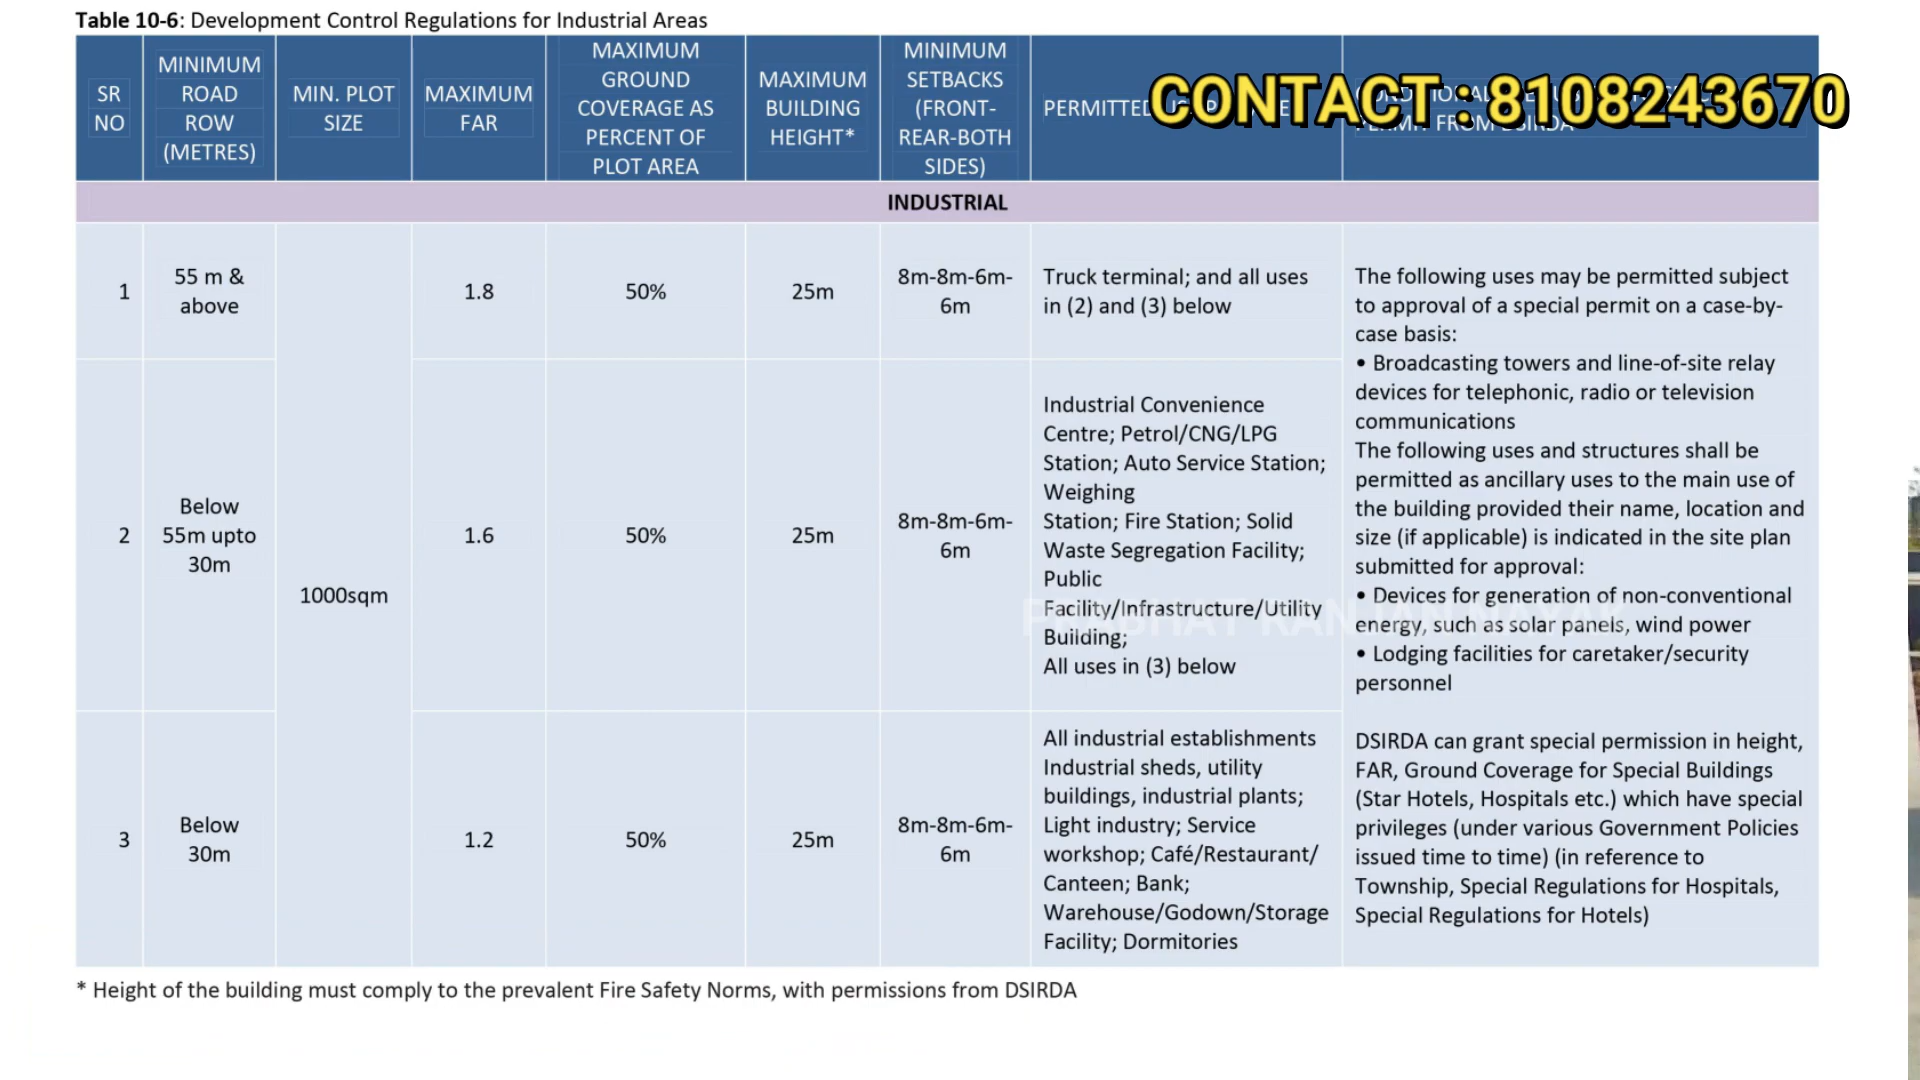 Table 10-6: Development Control Regulations for Industrial Areas
SR
NO
MINIMUM
ROAD
ROW
(METRES)
MIN. PLOT
SIZE
MAXIMUM
FAR
MAXIMUM
GROUND
COVERAGE AS
PERCENT OF
PLOT AREA
MAXIMUM
BUILDING
HEIGHT*
MINIMUM
SETBACKS
(FRONT-
REAR-BOTH
SIDES)
PERMITTED
CONTACT : 8108243670
INDUSTRIAL
1
55 m &
above
1.8
50%
25m
8m-8m-6m-
6m
Truck terminal; and all uses
in (2) and (3) below
2
Below
55m upto
30m
1000sqm
1.6
50%
25m
8m-8m-6m-
6m
Industrial Convenience
Centre; Petrol/CNG/LPG
Station; Auto Service Station;
Weighing
Station; Fire Station; Solid
Waste Segregation Facility;
Public
Facility/Infrastructure/Utility
Building;
All uses in (3) below
3
Below
30m
1.2
50%
25m
8m-8m-6m-
6m
All industrial establishments
Industrial sheds, utility
buildings, industrial plants;
Light industry; Service
workshop; Café/Restaurant/
Canteen; Bank;
Warehouse/Godown/Storage
Facility; Dormitories
The following uses may be permitted subject
to approval of a special permit on a case-by-
case basis:
• Broadcasting towers and line-of-site relay
devices for telephonic, radio or television
communications
The following uses and structures shall be
permitted as ancillary uses to the main use of
the building provided their name, location and
size (if applicable) is indicated in the site plan
submitted for approval:
• Devices for generation of non-conventional
energy, such as solar panels, wind power
• Lodging facilities for caretaker/security
personnel
DSIRDA can grant special permission in height,
FAR, Ground Coverage for Special Buildings
(Star Hotels, Hospitals etc.) which have special
privileges (under various Government Policies
issued time to time) (in reference to
Township, Special Regulations for Hospitals,
Special Regulations for Hotels)
PRABHAT RANJAN NAYAK
* Height of the building must comply to the prevalent Fire Safety Norms, with permissions from DSIRDA